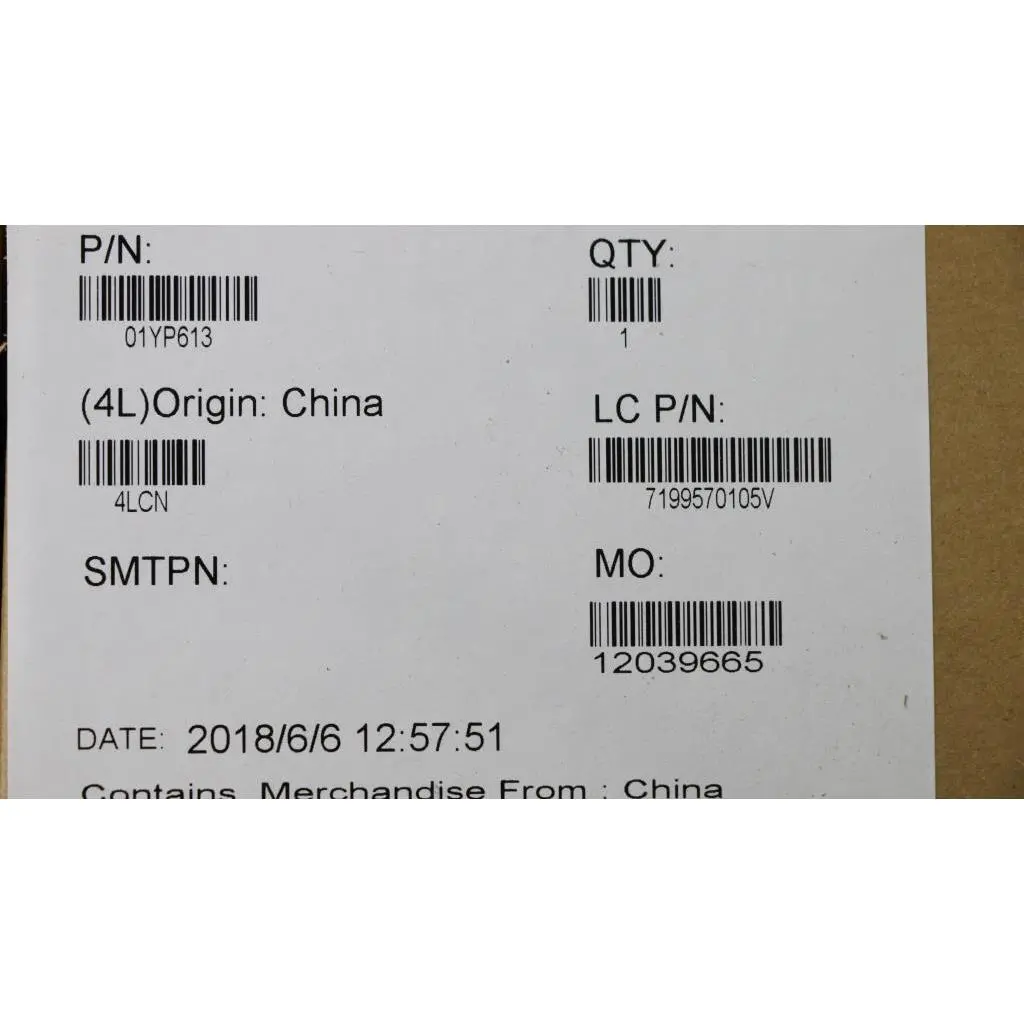 P/N:
QTY:
01YP613
1
(4L)Origin: China
LC P/N:
4LCN
7199570105V
SMTPN:
MO:
12039665
DATE: 2018/6/6 12:57:51
Contains Merchandise From : China